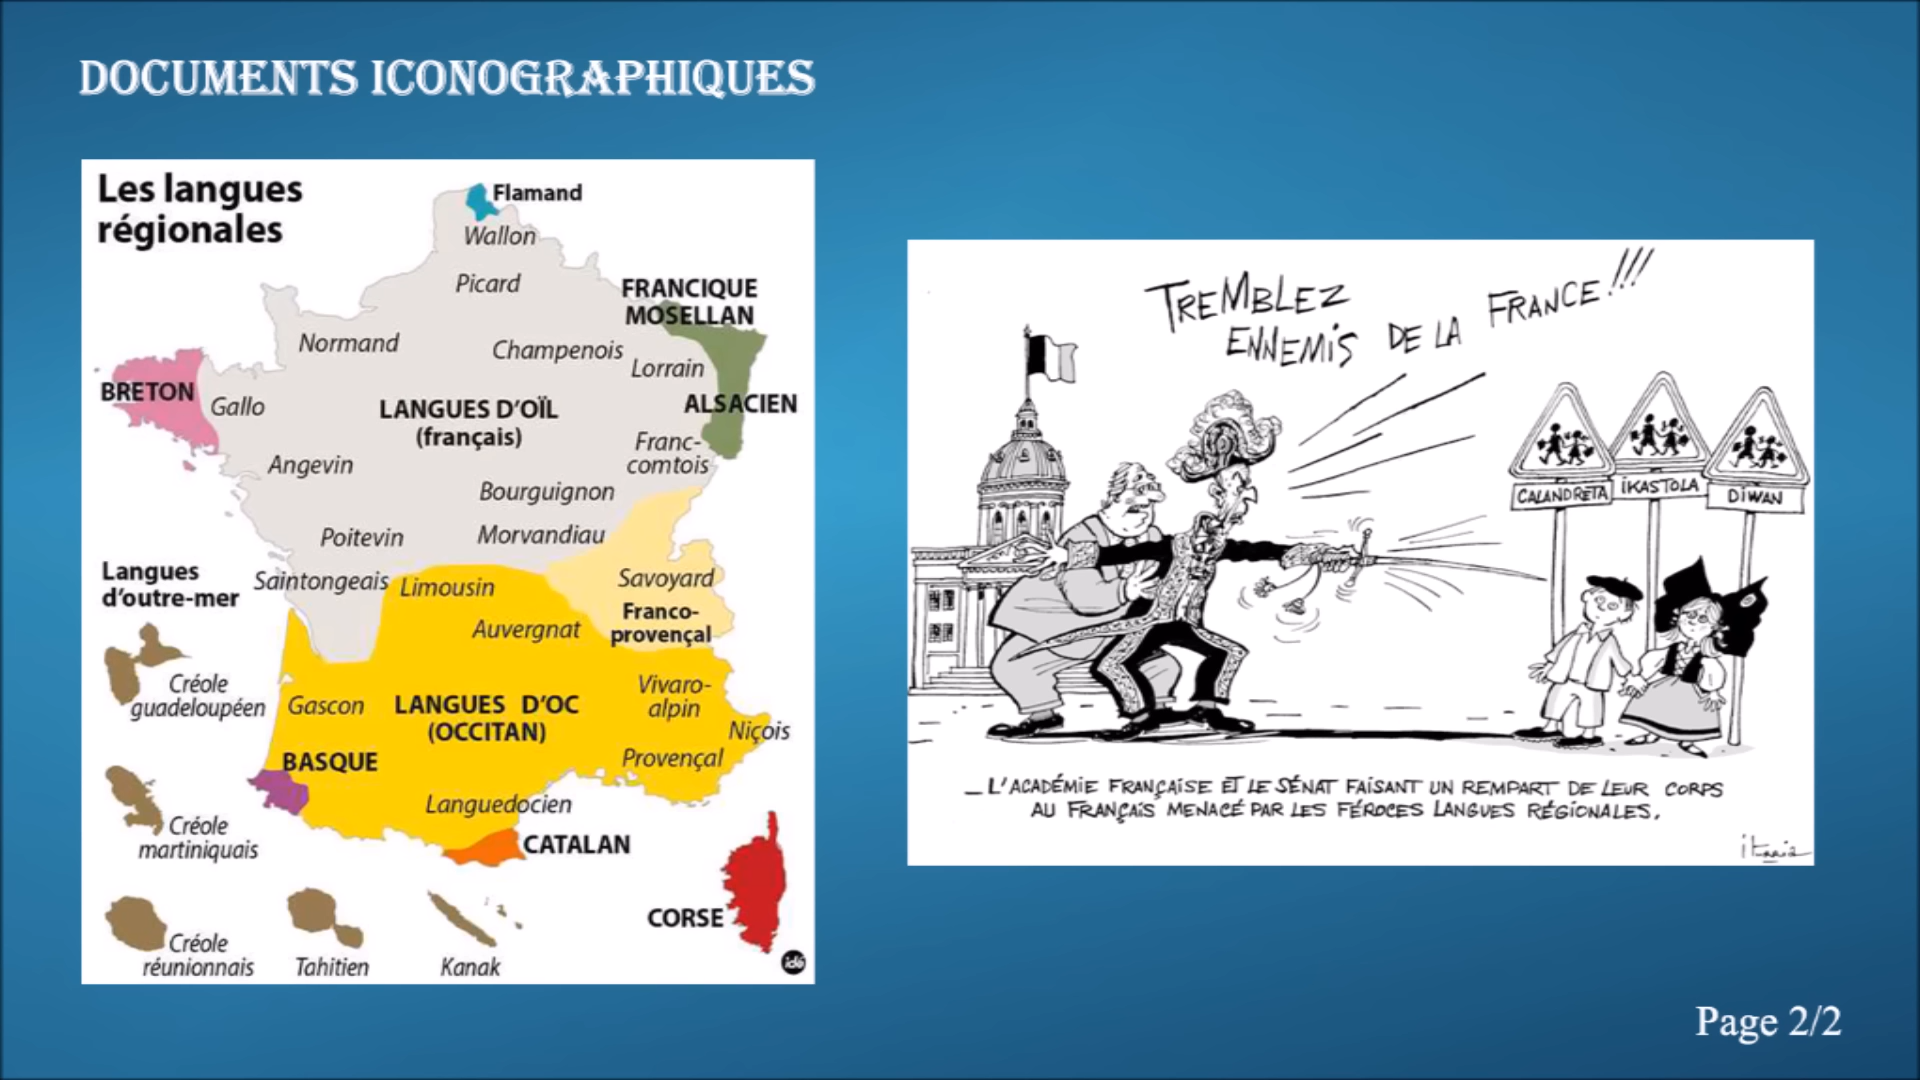 DOCUMENTS ICONOGRAPHIQUES
Les langues
régionales
Flamand
Wallon
Picard
FRANCIQUE
MOSELLAN
Normand
Champenois
Lorrain
BRETON
Gallo
LANGUES D'OÏL
(français)
ALSACIEN
Franc-
comtois
Angevin
Bourguignon
Poitevin
Morvandiau
Langues
d'outre-mer
Saintongeais
Limousin
Savoyard
Auvergnat
Franco-
provençal
Créole
guadeloupéen
Gascon
LANGUES D'OC
(OCCITAN)
Vivaro-
alpin
Niçois
BASQUE
Provençal
Languedocien
Créole
martiniquais
CATALAN
CORSE
Créole
réunionnais
Tahitien
Kanak
idé
TREMBLEZ
ENNEMIS DE LA FRANCE!!!
CALANDRETA
IKASTOLA
DIWAN
_ L'ACADÉMIE FRANÇAISE ET LE SÉNAT FAISANT UN REMPART DE LEUR CORPS
AU FRANÇAIS MENACÉ PAR LES FÉROCES LANGUES RÉGIONALES.
Page 2/2